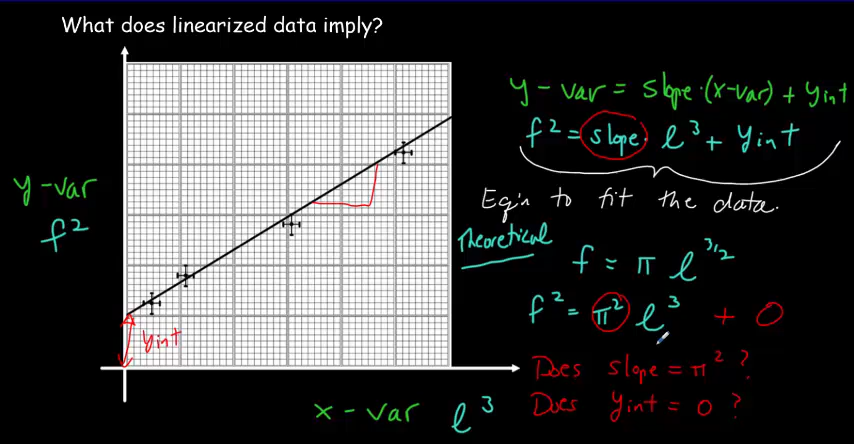 What does linearized data imply?
y - var = slope·(x-var) + yint
f² = slope· l³ + yint
Eq'n to fit the data.
y - var
f²
Theoretical
f = π l^3/2
f² = π² l³ + 0
yint
Does slope = π² ?
Does yint = 0 ?
x - var l³